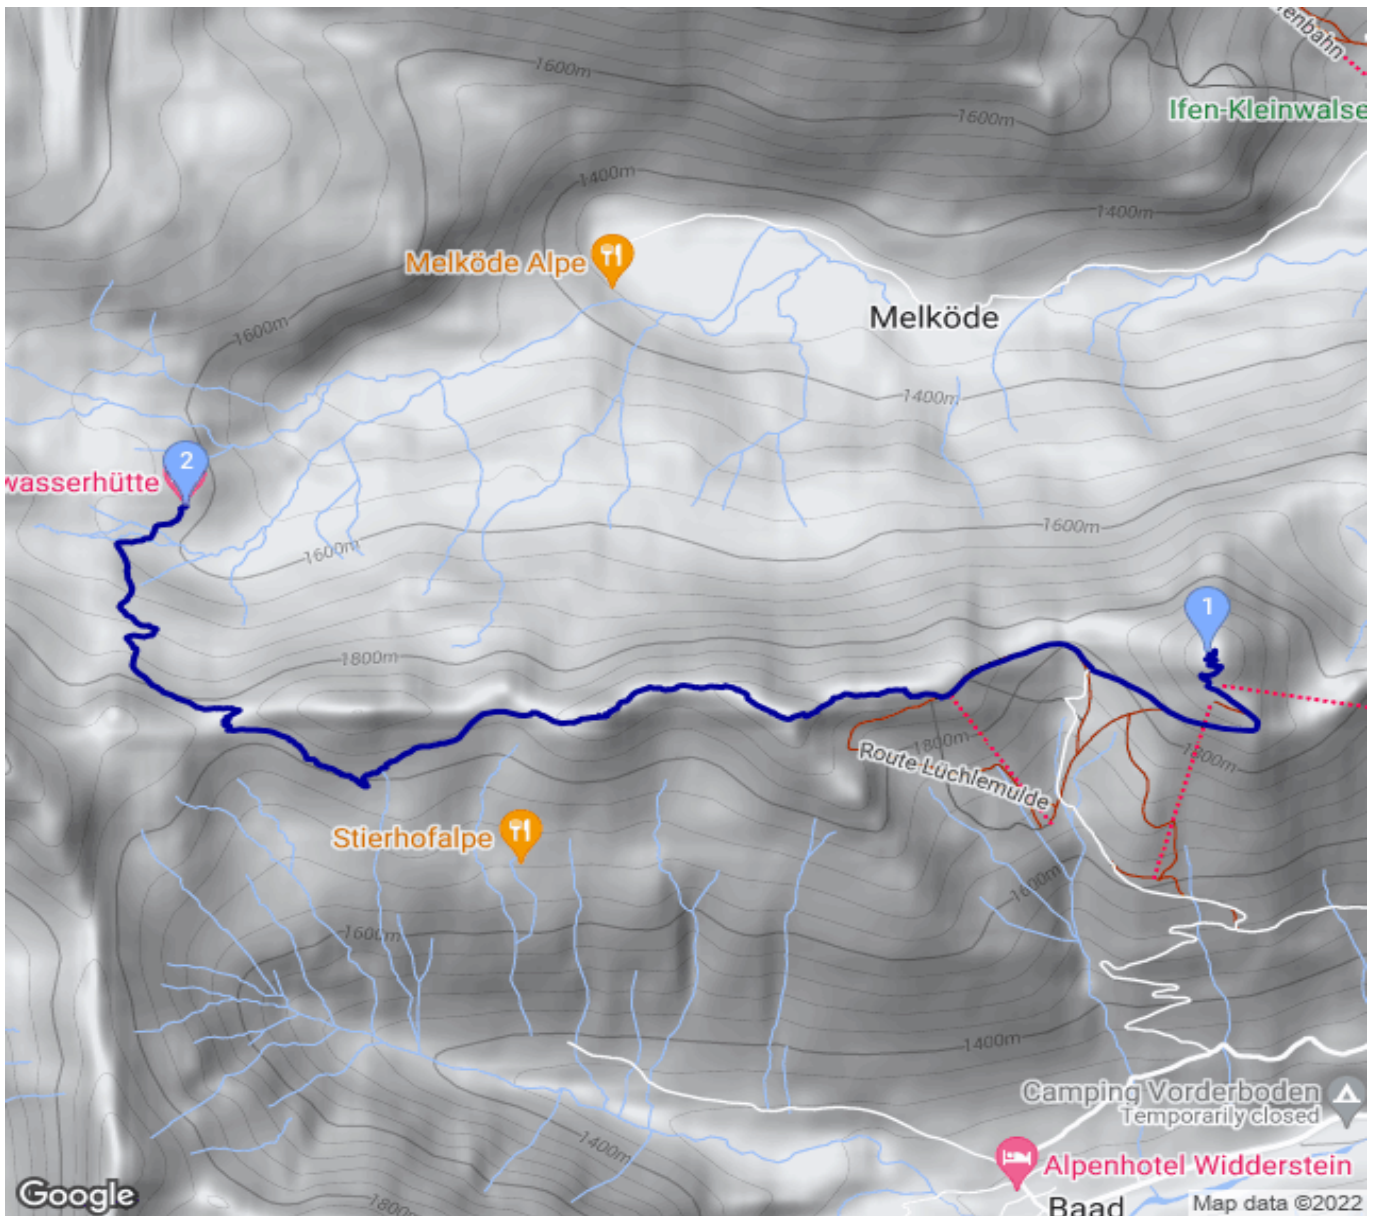 enbahn
1600m
Ifen-Kleinwalse
1600m
1400m
1400m
Melköde Alpe
Melköde
1600m
1400m
2
wasserhütte
1600m
1600m
1
1800m
1800m
1800m
Route Lüchlemulde
Stierhofalpe
1600m
1600m
1400m
Camping Vorderboden
Temporarily closed
1400m
Alpenhotel Widderstein
Google
1800m
Baad
Map data ©2022